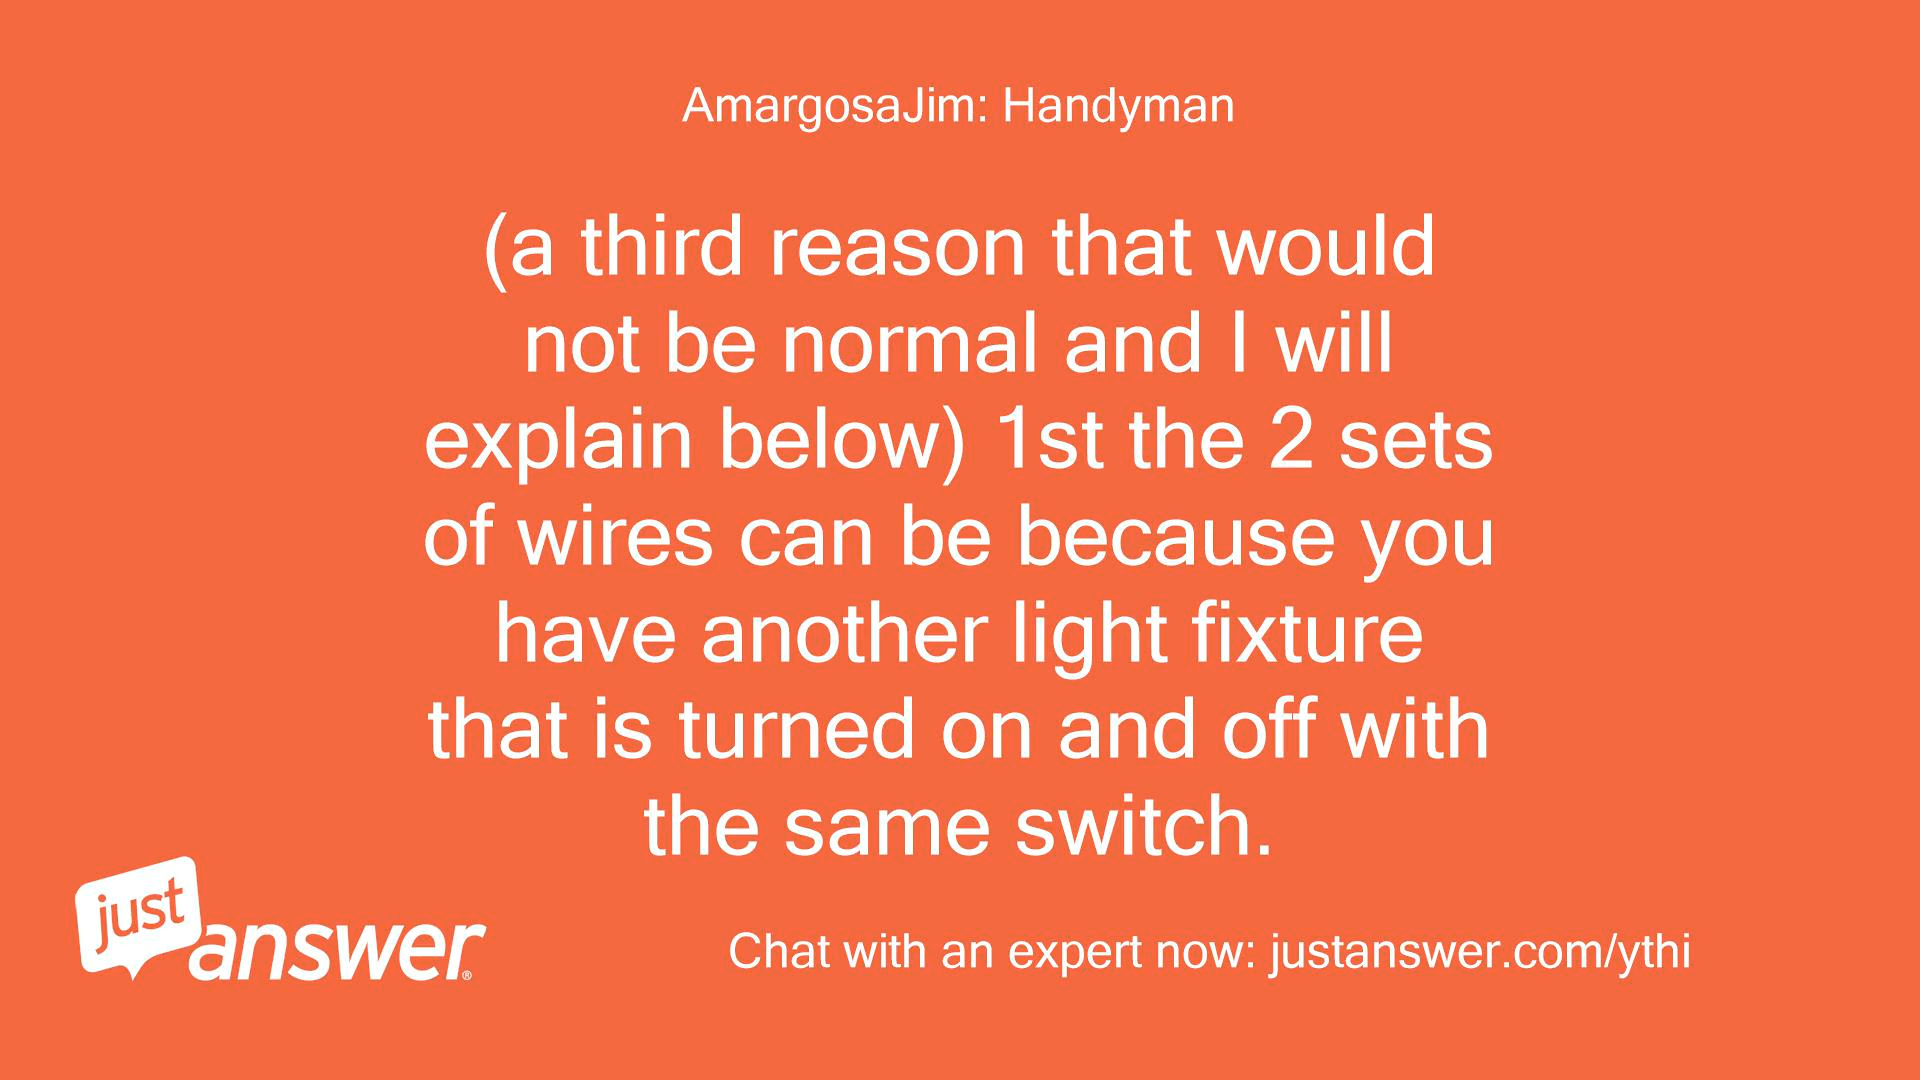 AmargosaJim: Handyman
(a third reason that would
not be normal and I will
explain below) 1st the 2 sets
of wires can be because you
have another light fixture
that is turned on and off with
the same switch.
just
answer®
Chat with an expert now: justanswer.com/ythi